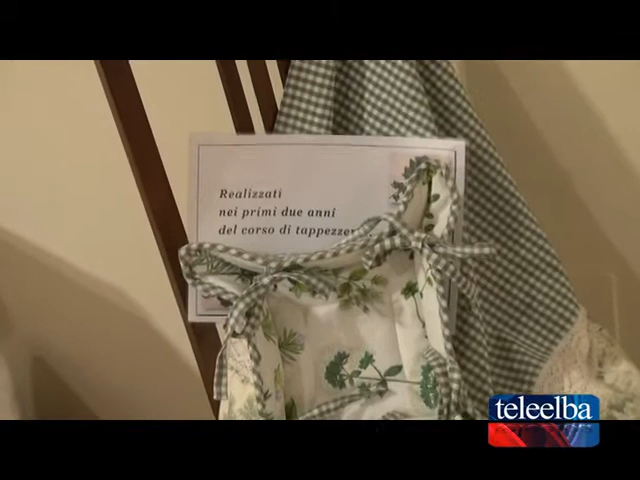 Realizzati
nei primi due anni
del corso di
teleelba